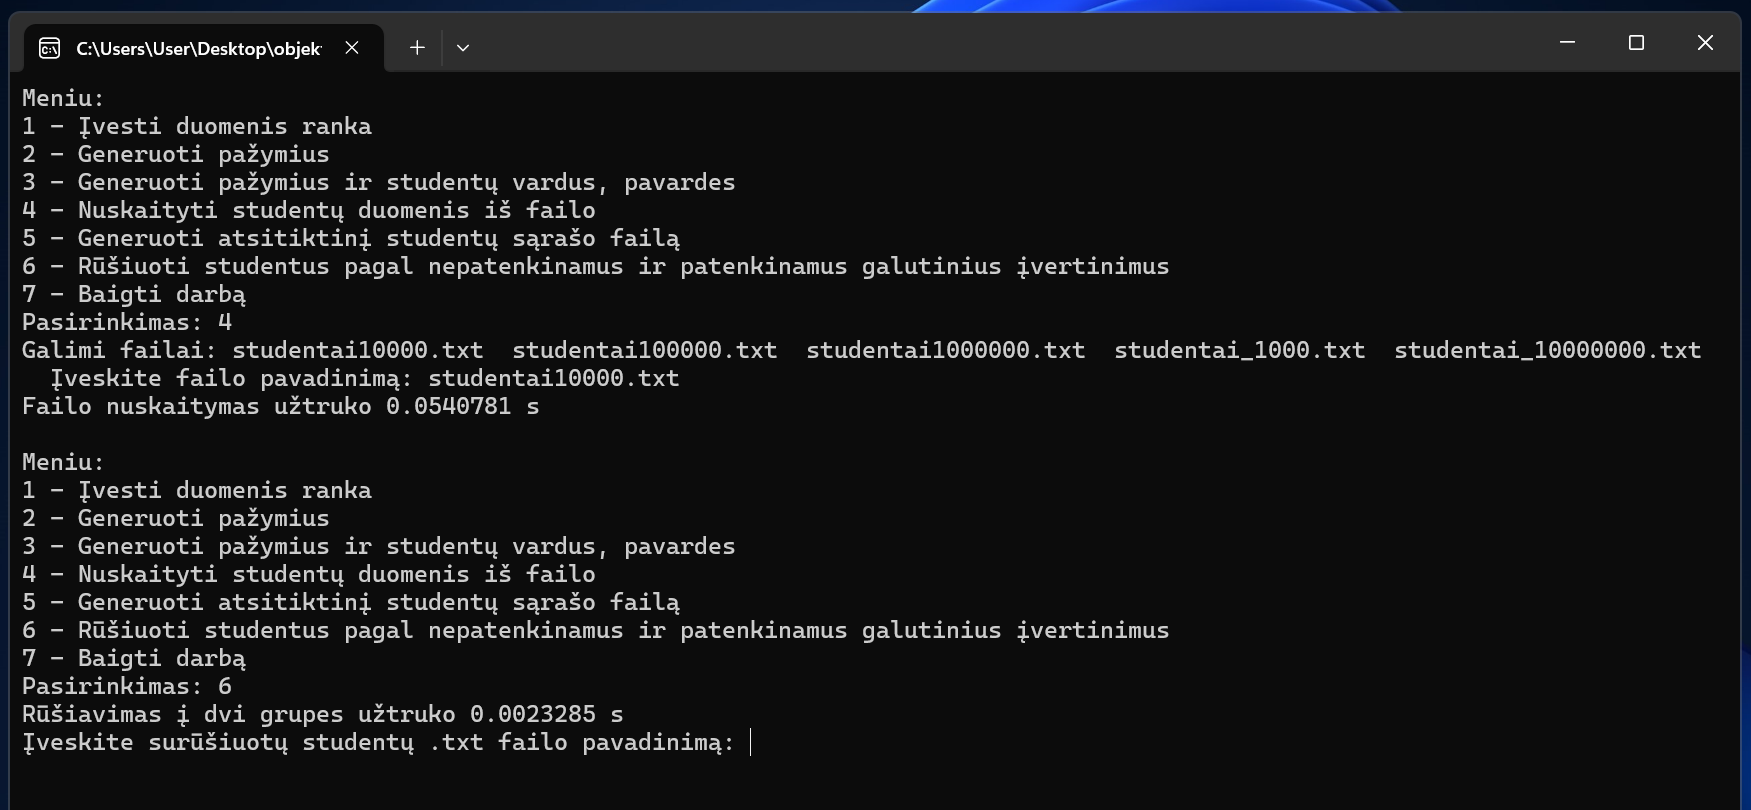 C:\Users\User\Desktop\objek
Meniu:
1 - Įvesti duomenis ranka
2 - Generuoti pažymius
3 - Generuoti pažymius ir studentų vardus, pavardes
4 - Nuskaityti studentų duomenis iš failo
5 - Generuoti atsitiktinį studentų sąrašo failą
6 - Rūšiuoti studentus pagal nepatenkinamus ir patenkinamus galutinius įvertinimus
7 - Baigti darbą
Pasirinkimas: 4
Galimi failai: studentai10000.txt  studentai100000.txt  studentai1000000.txt  studentai_1000.txt  studentai_10000000.txt
  Įveskite failo pavadinimą: studentai10000.txt
Failo nuskaitymas užtruko 0.0540781 s
Meniu:
1 - Įvesti duomenis ranka
2 - Generuoti pažymius
3 - Generuoti pažymius ir studentų vardus, pavardes
4 - Nuskaityti studentų duomenis iš failo
5 - Generuoti atsitiktinį studentų sąrašo failą
6 - Rūšiuoti studentus pagal nepatenkinamus ir patenkinamus galutinius įvertinimus
7 - Baigti darbą
Pasirinkimas: 6
Rūšiavimas į dvi grupes užtruko 0.0023285 s
Įveskite surūšiuotų studentų .txt failo pavadinimą: